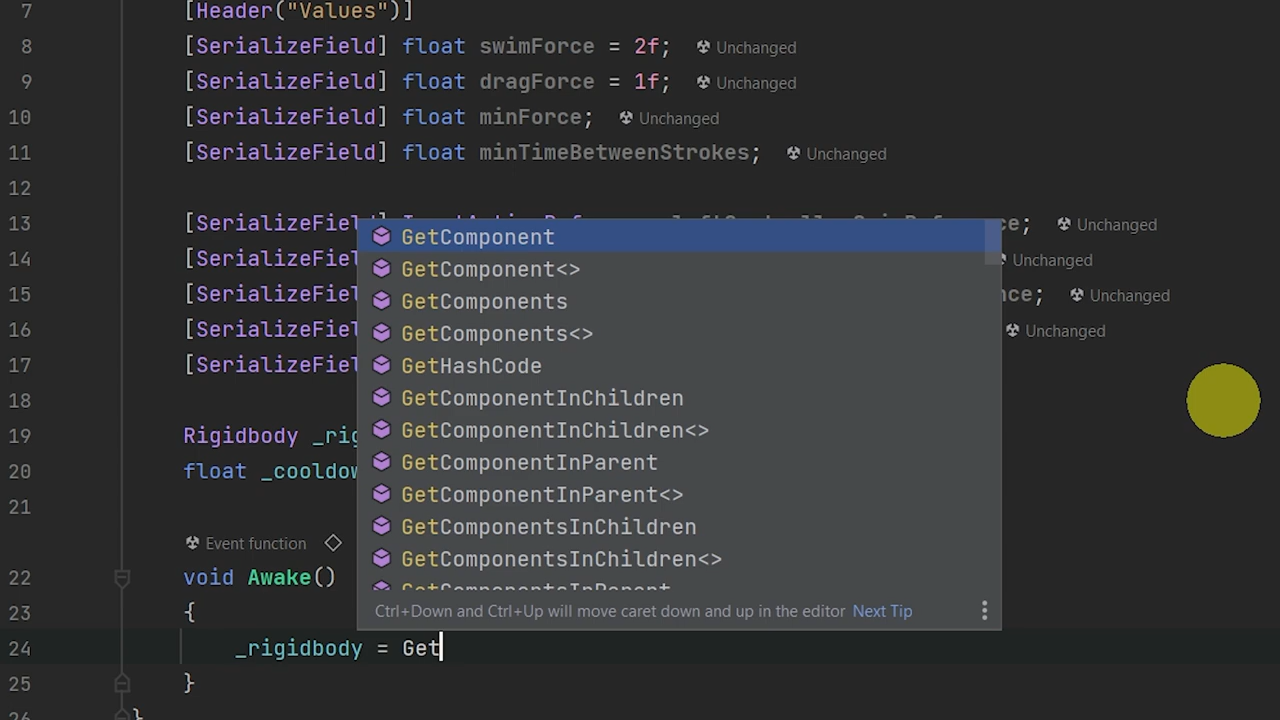 7 [Header("Values")]
8 [SerializeField] float swimForce = 2f; Unchanged
9 [SerializeField] float dragForce = 1f; Unchanged
10 [SerializeField] float minForce; Unchanged
11 [SerializeField] float minTimeBetweenStrokes; Unchanged
12
13 [SerializeField] ce; Unchanged
14 [SerializeFiel Unchanged
15 [SerializeFiel nce; Unchanged
16 [SerializeFiel Unchanged
17 [SerializeFiel
18
19 Rigidbody _rig
20 float _cooldow
21
Event function
22 void Awake()
23 {
24 _rigidbody = Get
25 }
26 }
GetComponent
GetComponent<>
GetComponents
GetComponents<>
GetHashCode
GetComponentInChildren
GetComponentInChildren<>
GetComponentInParent
GetComponentInParent<>
GetComponentsInChildren
GetComponentsInChildren<>
GetComponentsInParent
Ctrl+Down and Ctrl+Up will move caret down and up in the editor Next Tip